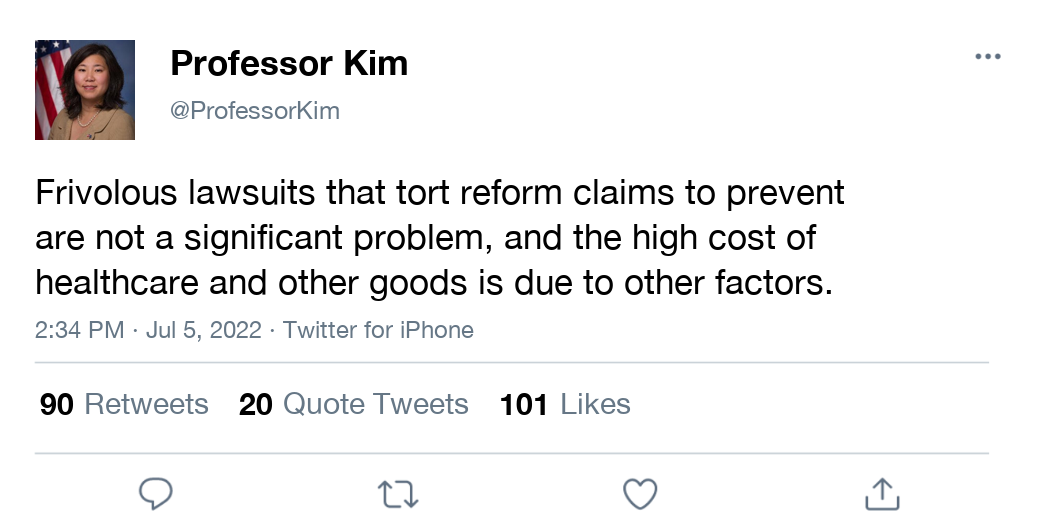 Professor Kim
@ProfessorKim
Frivolous lawsuits that tort reform claims to prevent
are not a significant problem, and the high cost of
healthcare and other goods is due to other factors.
2:34 PM · Jul 5, 2022 · Twitter for iPhone
90 Retweets 20 Quote Tweets 101 Likes